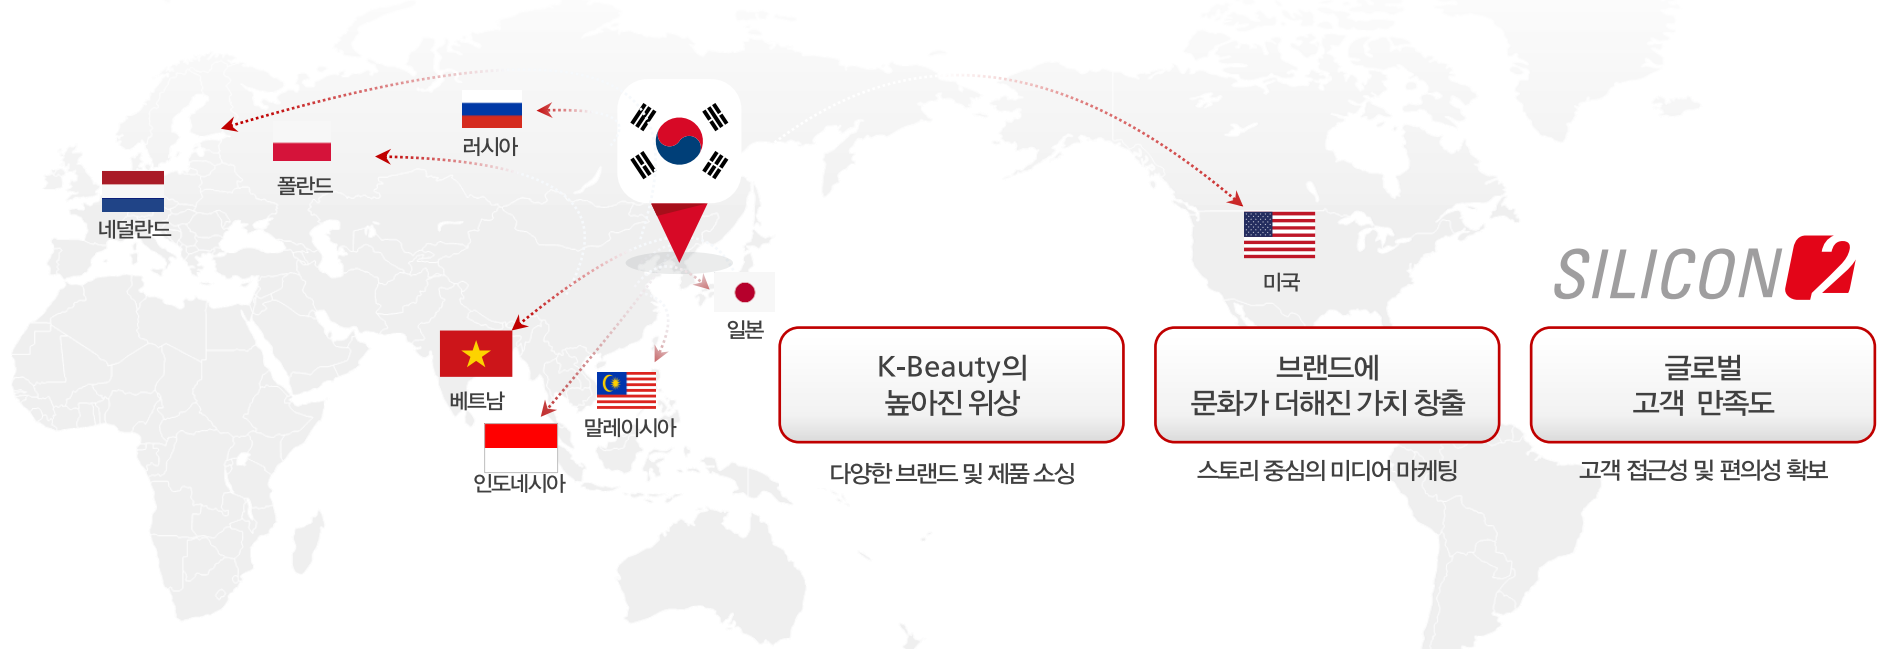 러시아
폴란드
네덜란드
미국
일본
베트남
말레이시아
인도네시아
SILICON2
K-Beauty의
높아진 위상
다양한 브랜드 및 제품 소싱
브랜드에
문화가 더해진 가치 창출
스토리 중심의 미디어 마케팅
글로벌
고객 만족도
고객 접근성 및 편의성 확보